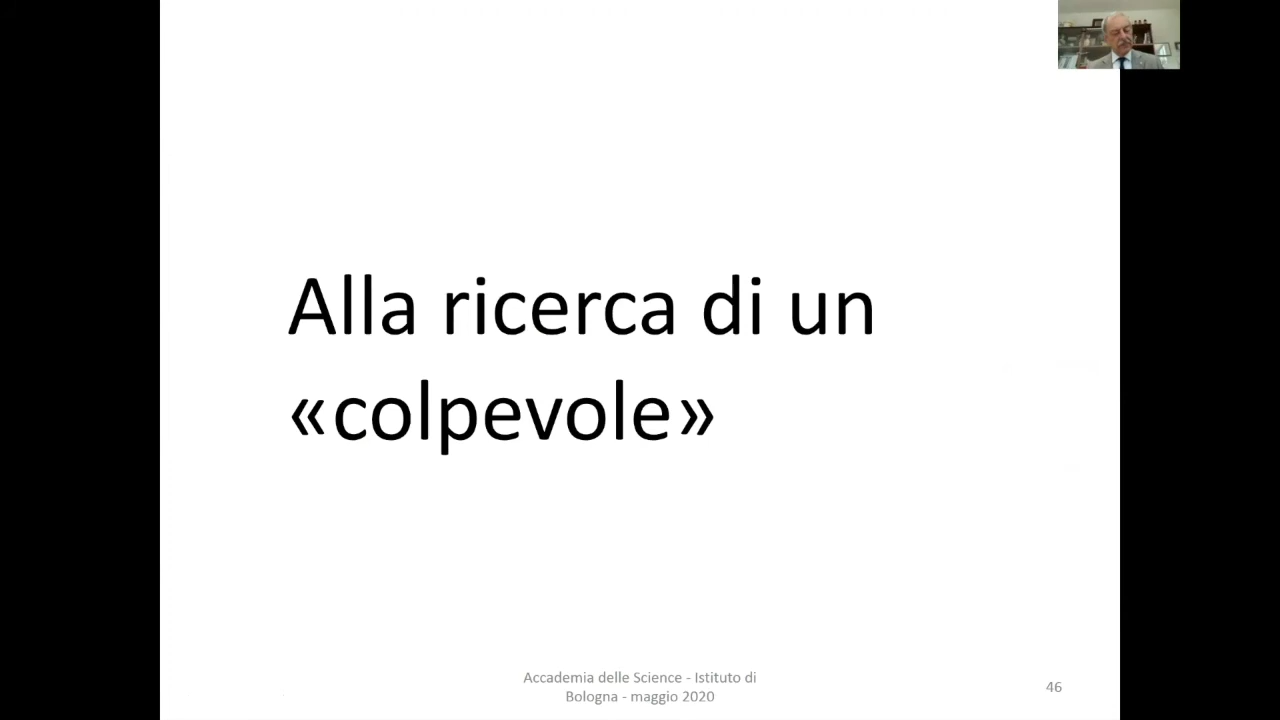 Alla ricerca di un
«colpevole»
Accademia delle Science - Istituto di
Bologna - maggio 2020
46